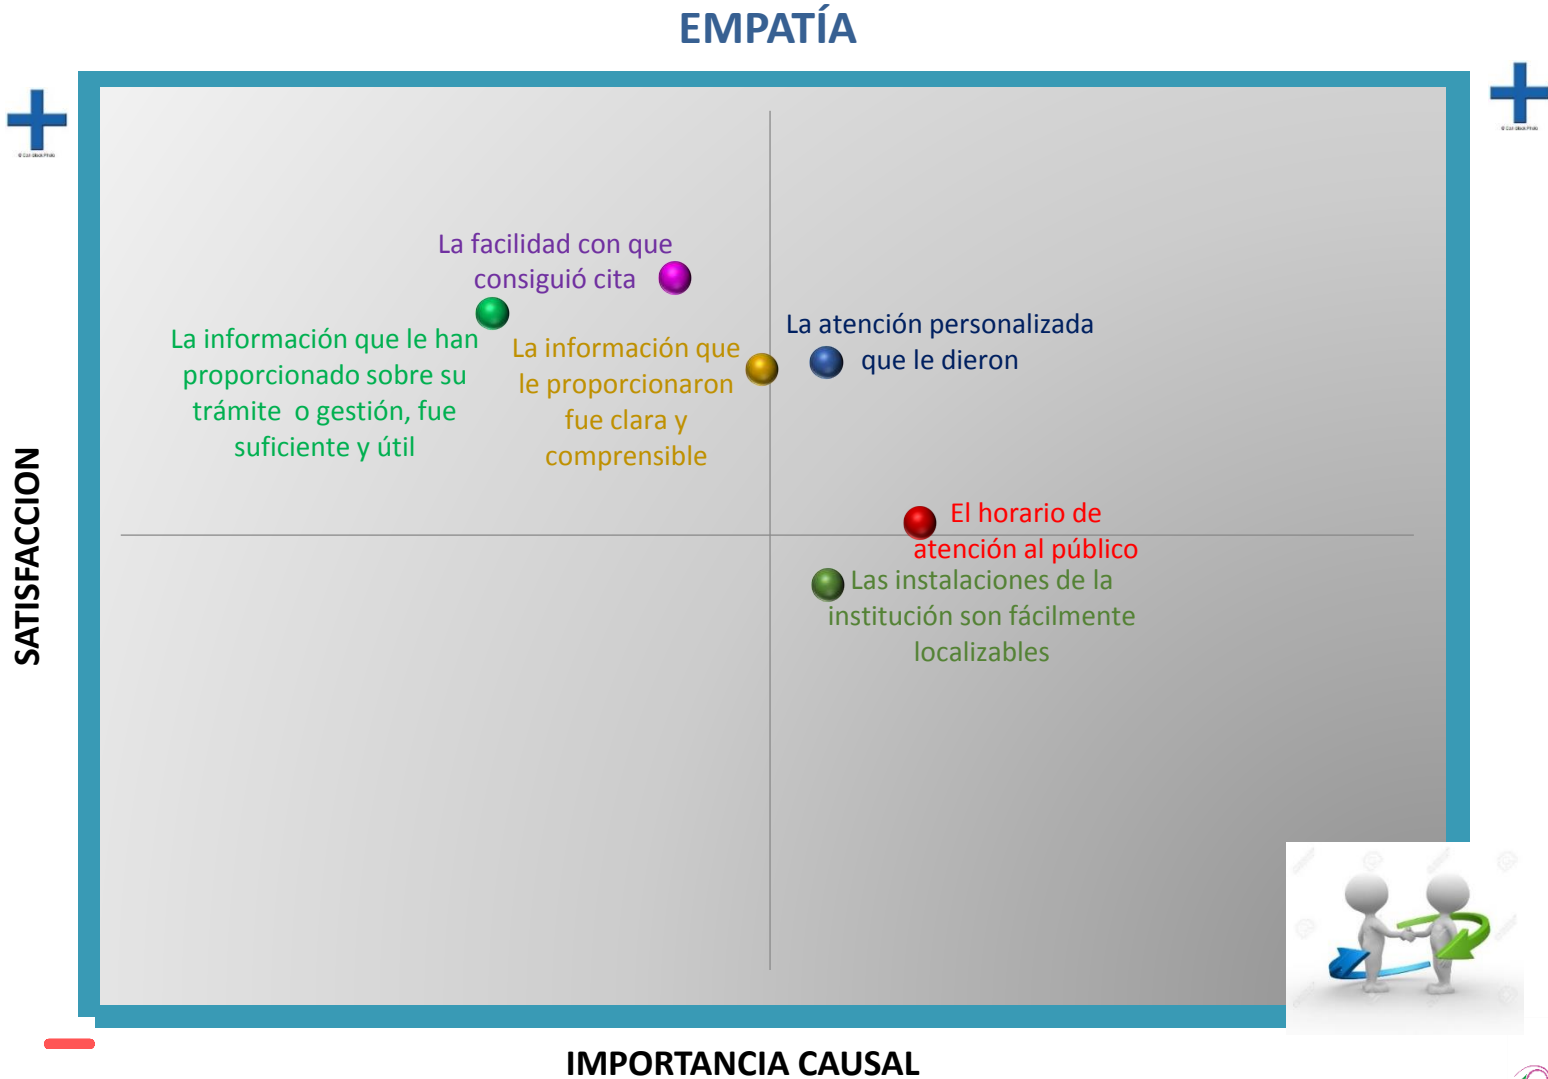 EMPATÍA
La facilidad con que
consiguió cita
La información que le han
proporcionado sobre su
trámite  o gestión, fue
suficiente y útil
La información que
le proporcionaron
fue clara y
comprensible
La atención personalizada
que le dieron
El horario de
atención al público
Las instalaciones de la
institución son fácilmente
localizables
SATISFACCION
IMPORTANCIA CAUSAL